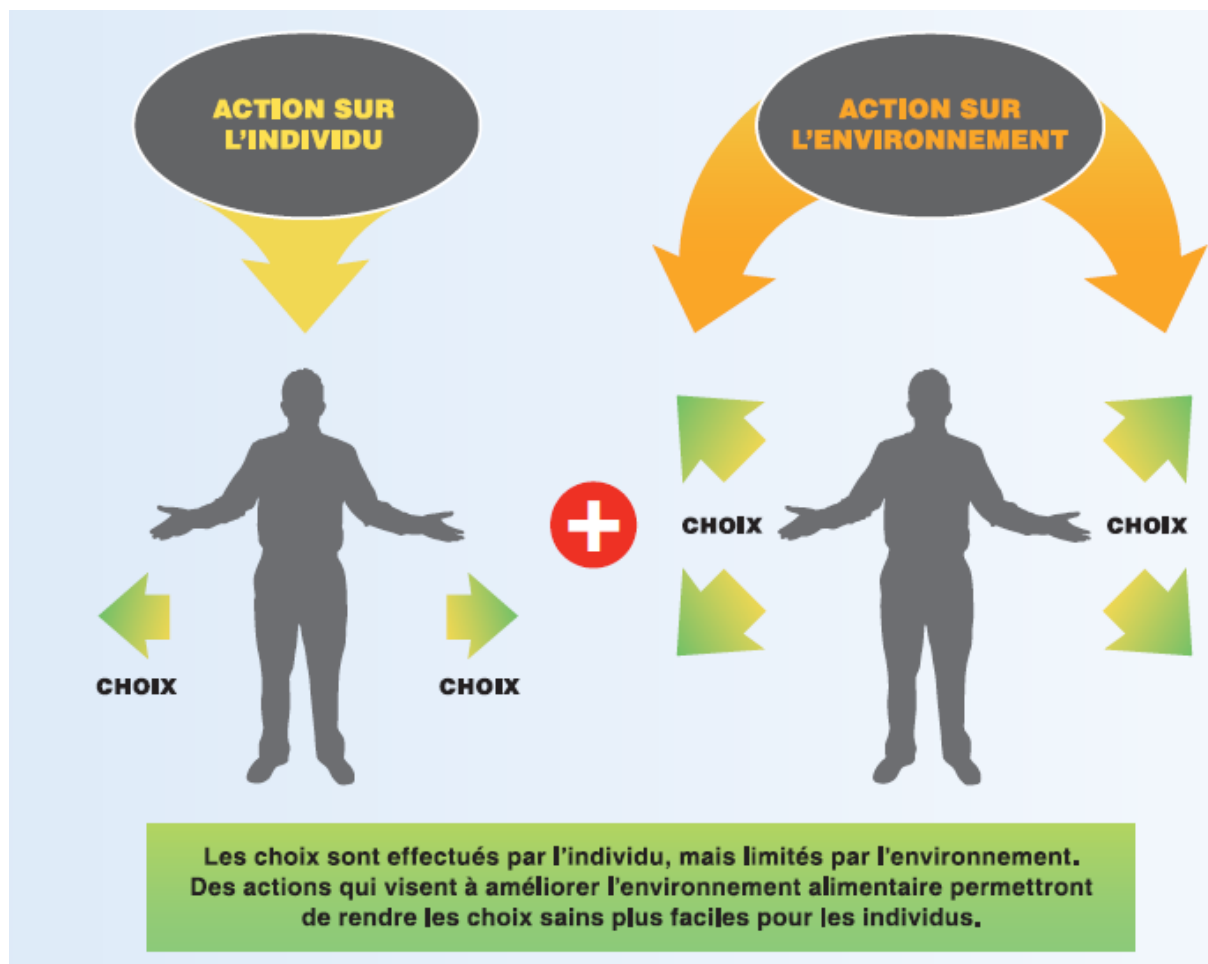 ACTION SUR
L'INDIVIDU
ACTION SUR
L'ENVIRONNEMENT
CHOIX
CHOIX
CHOIX
CHOIX
Les choix sont effectués par l'individu, mais limités par l'environnement.
Des actions qui visent à améliorer l'environnement alimentaire permettront
de rendre les choix sains plus faciles pour les individus.